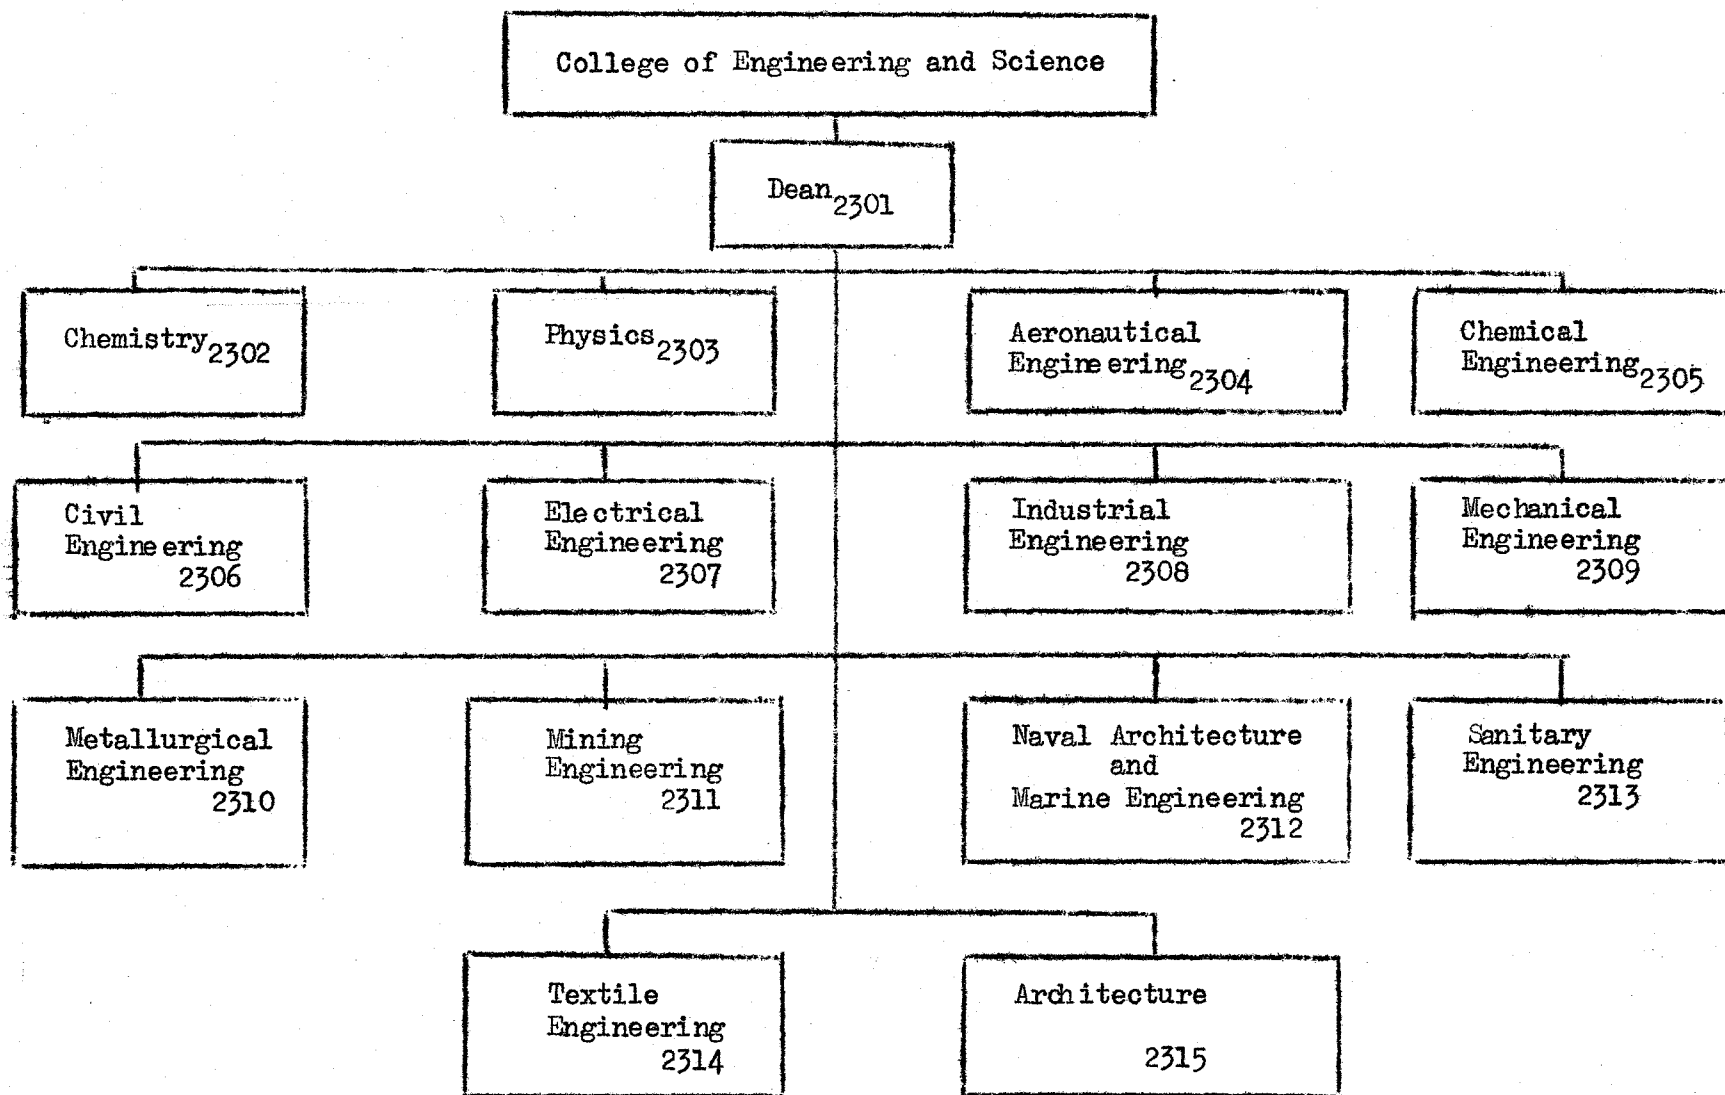 College of Engineering and Science
Dean2301
Chemistry2302
Physics2303
Aeronautical
Engineering2304
Chemical
Engineering2305
Civil
Engineering
2306
Electrical
Engineering
2307
Industrial
Engineering
2308
Mechanical
Engineering
2309
Metallurgical
Engineering
2310
Mining
Engineering
2311
Naval Architecture
and
Marine Engineering
2312
Sanitary
Engineering
2313
Textile
Engineering
2314
Architecture
2315